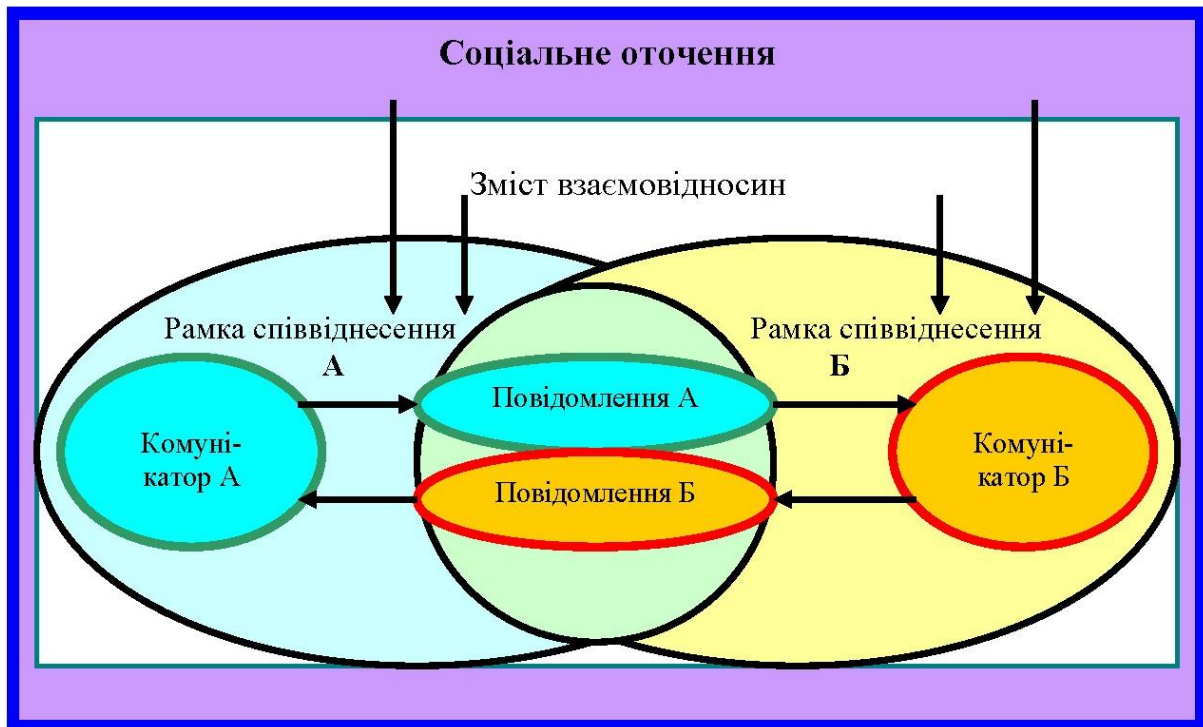 Соціальне оточення
Зміст взаємовідносин
Рамка співвіднесення
А
Рамка співвіднесення
Б
Повідомлення А
Комуні-
катор А
Комуні-
катор Б
Повідомлення Б